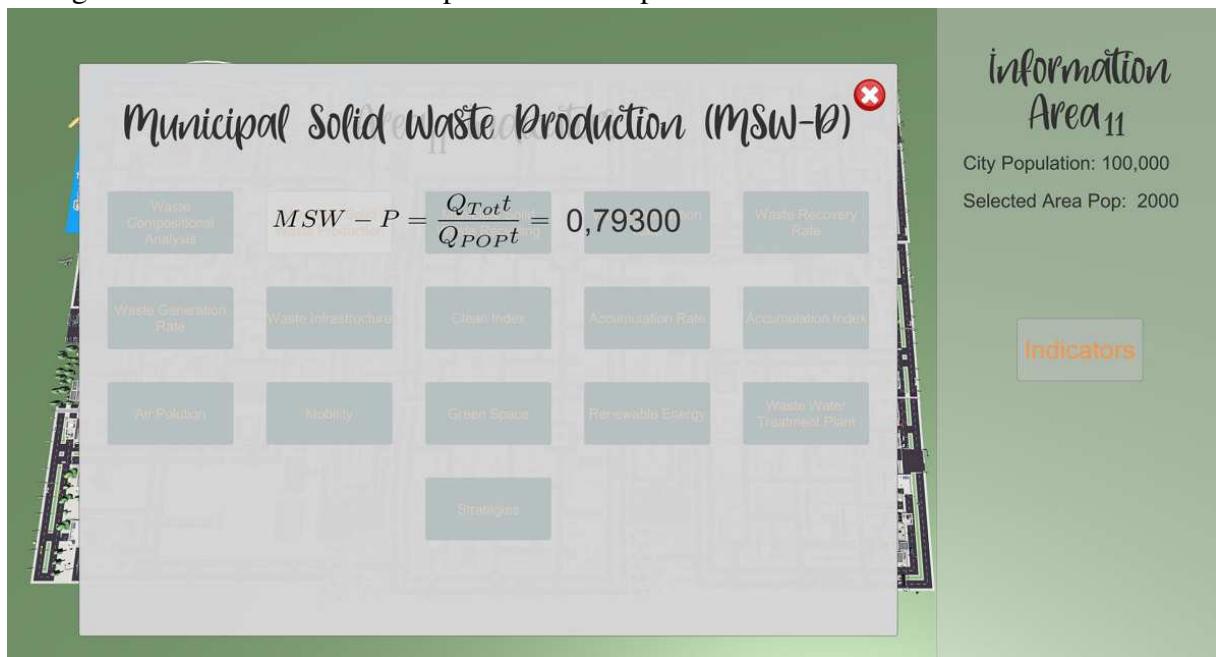 Municipal Solid Waste Production (MSW-P)
MSW − P = Q_Tot t / Q_POP t = 0,79300
Waste Compositional Analysis
Waste Recovery Rate
Waste Generation Rate
Waste Infrastructure
Clean Index
Accumulation Rate
Accumulation Index
Air Polution
Mobility
Green Space
Renewable Energy
Waste Water Treatment Plant
Strategies
Information
Area 11
City Population: 100,000
Selected Area Pop: 2000
Indicators